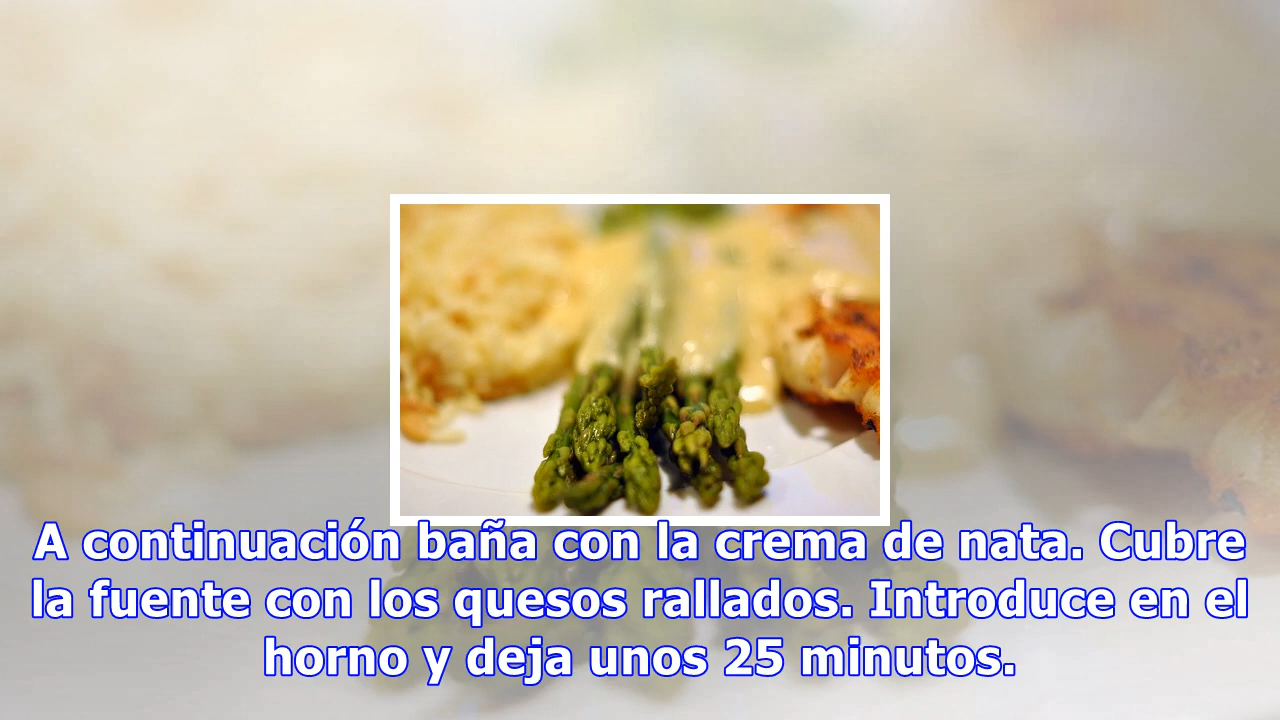 A continuación baña con la crema de nata. Cubre
la fuente con los quesos rallados. Introduce en el
horno y deja unos 25 minutos.